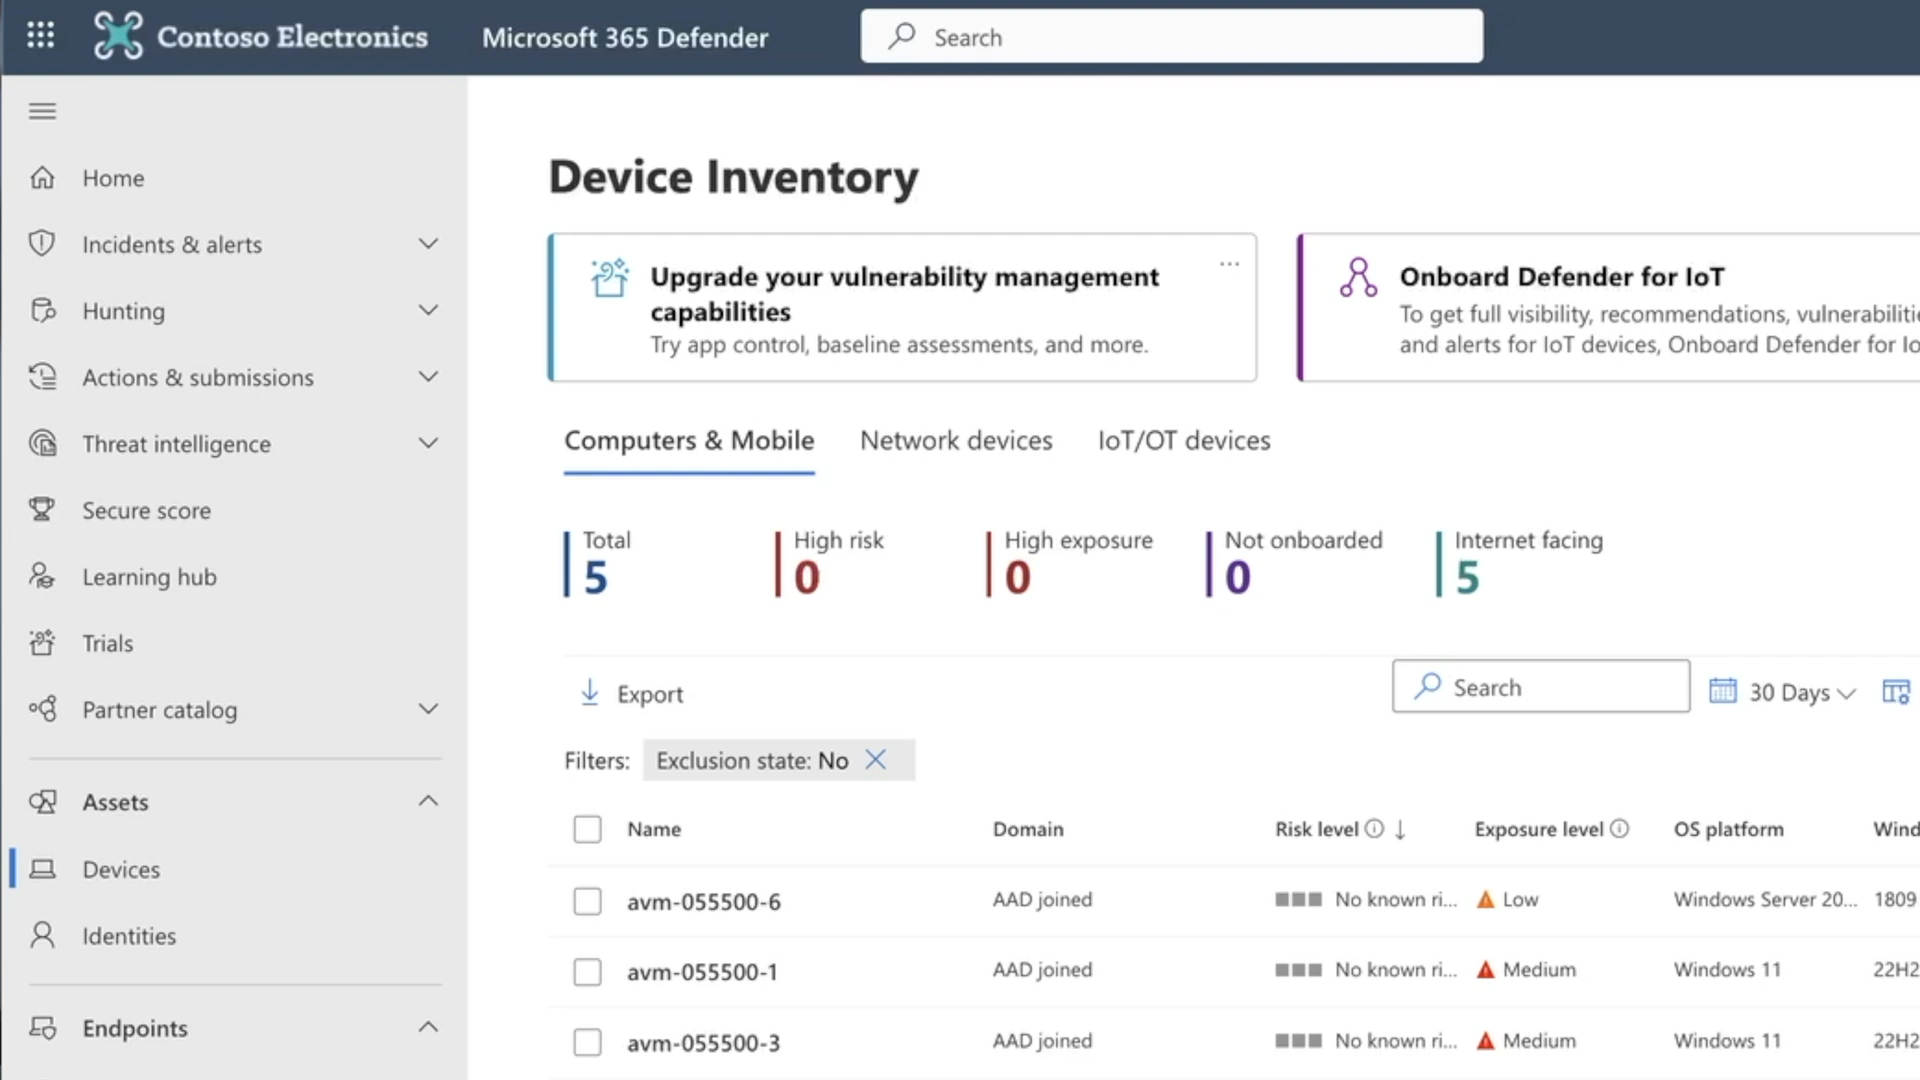 Contoso Electronics
Microsoft 365 Defender
Search
Home
Incidents & alerts
Hunting
Actions & submissions
Threat intelligence
Secure score
Learning hub
Trials
Partner catalog
Assets
Devices
Identities
Endpoints
Device Inventory
Upgrade your vulnerability management
capabilities
Try app control, baseline assessments, and more.
Onboard Defender for IoT
To get full visibility, recommendations, vulnerabilitie
and alerts for IoT devices, Onboard Defender for Io
Computers & Mobile Network devices IoT/OT devices
Total High risk High exposure Not onboarded Internet facing
5 0 0 0 5
Export Search 30 Days
Filters: Exclusion state: No
Name Domain Risk level Exposure level OS platform Wind
avm-055500-6 AAD joined No known ri... Low Windows Server 20... 1809
avm-055500-1 AAD joined No known ri... Medium Windows 11 22H2
avm-055500-3 AAD joined No known ri... Medium Windows 11 22H2